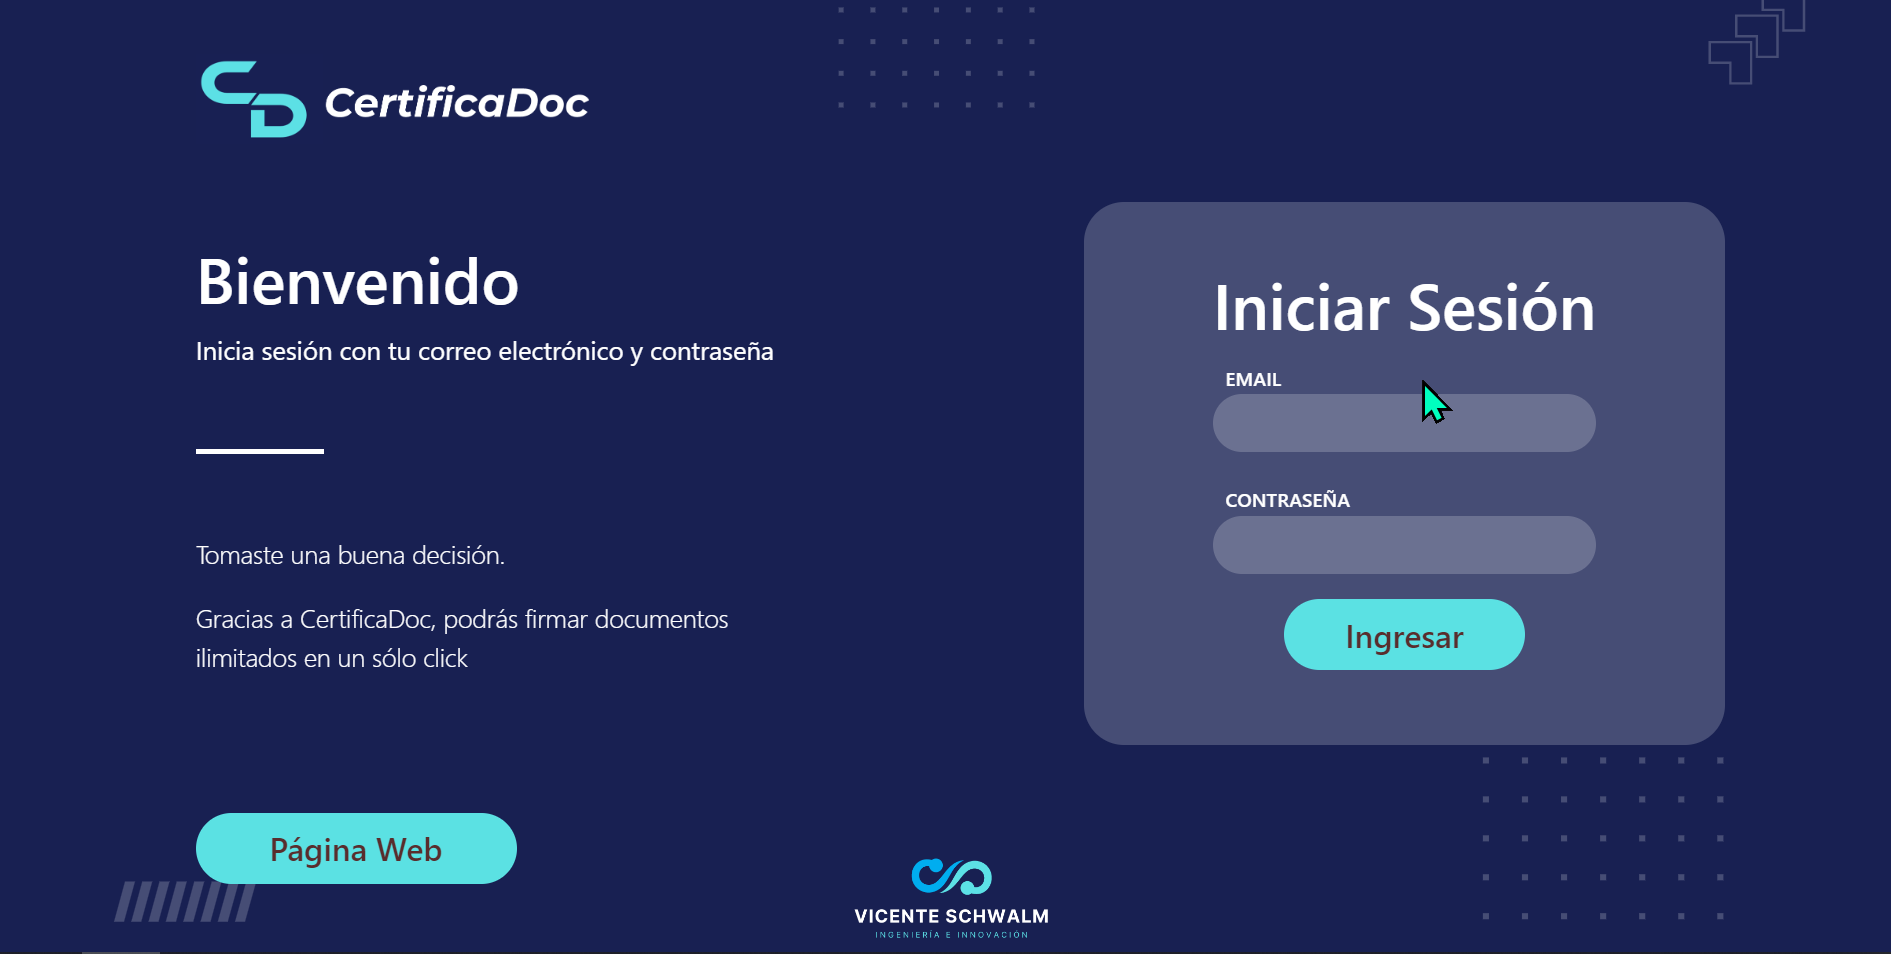 CertificaDoc
Bienvenido
Inicia sesión con tu correo electrónico y contraseña
Tomaste una buena decisión.
Gracias a CertificaDoc, podrás firmar documentos
ilimitados en un sólo click
Página Web
Iniciar Sesión
EMAIL
CONTRASEÑA
Ingresar
VICENTE SCHWALM
INGENIERÍA E INNOVACIÓN